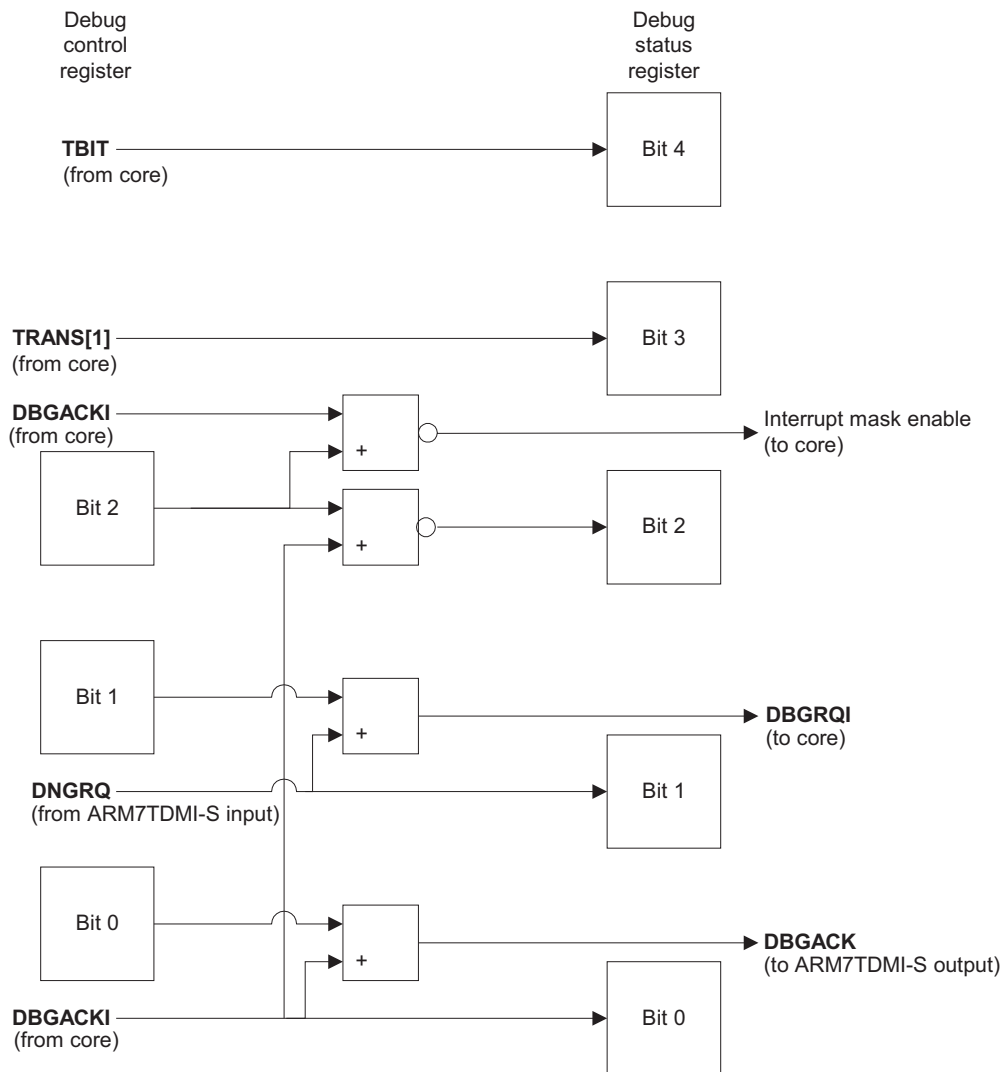 Debug
control
register
Debug
status
register
TBIT
(from core)
Bit 4
TRANS[1]
(from core)
Bit 3
DBGACKI
(from core)
+
Interrupt mask enable
(to core)
Bit 2
+
Bit 2
Bit 1
+
DBGRQI
(to core)
DNGRQ
(from ARM7TDMI-S input)
Bit 1
Bit 0
+
DBGACK
(to ARM7TDMI-S output)
DBGACKI
(from core)
Bit 0